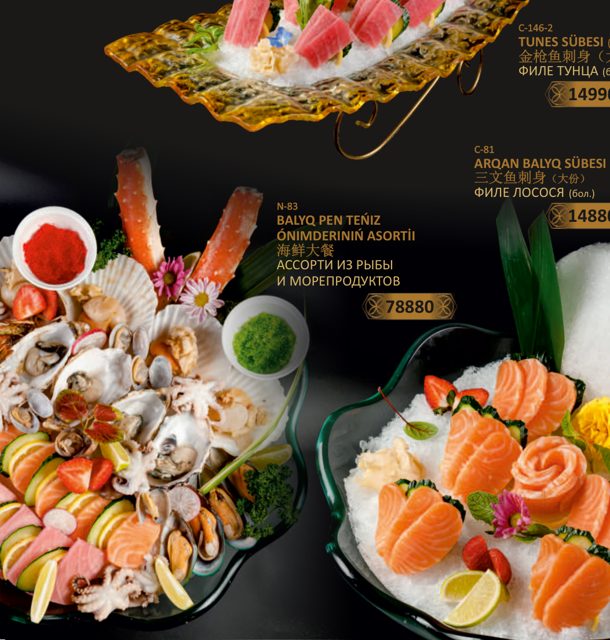 C-146-2
TUNES SÜBESI
金枪鱼刺身
ФИЛЕ ТУНЦА
1499
C-81
ARQAN BALYQ SÜBESI
三文鱼刺身（大份）
ФИЛЕ ЛОСОСЯ (бол.)
1488
N-83
BALYQ PEN TEŃIZ
ÓNIMDERINIŃ ASORTİI
海鲜大餐
АССОРТИ ИЗ РЫБЫ
И МОРЕПРОДУКТОВ
78880